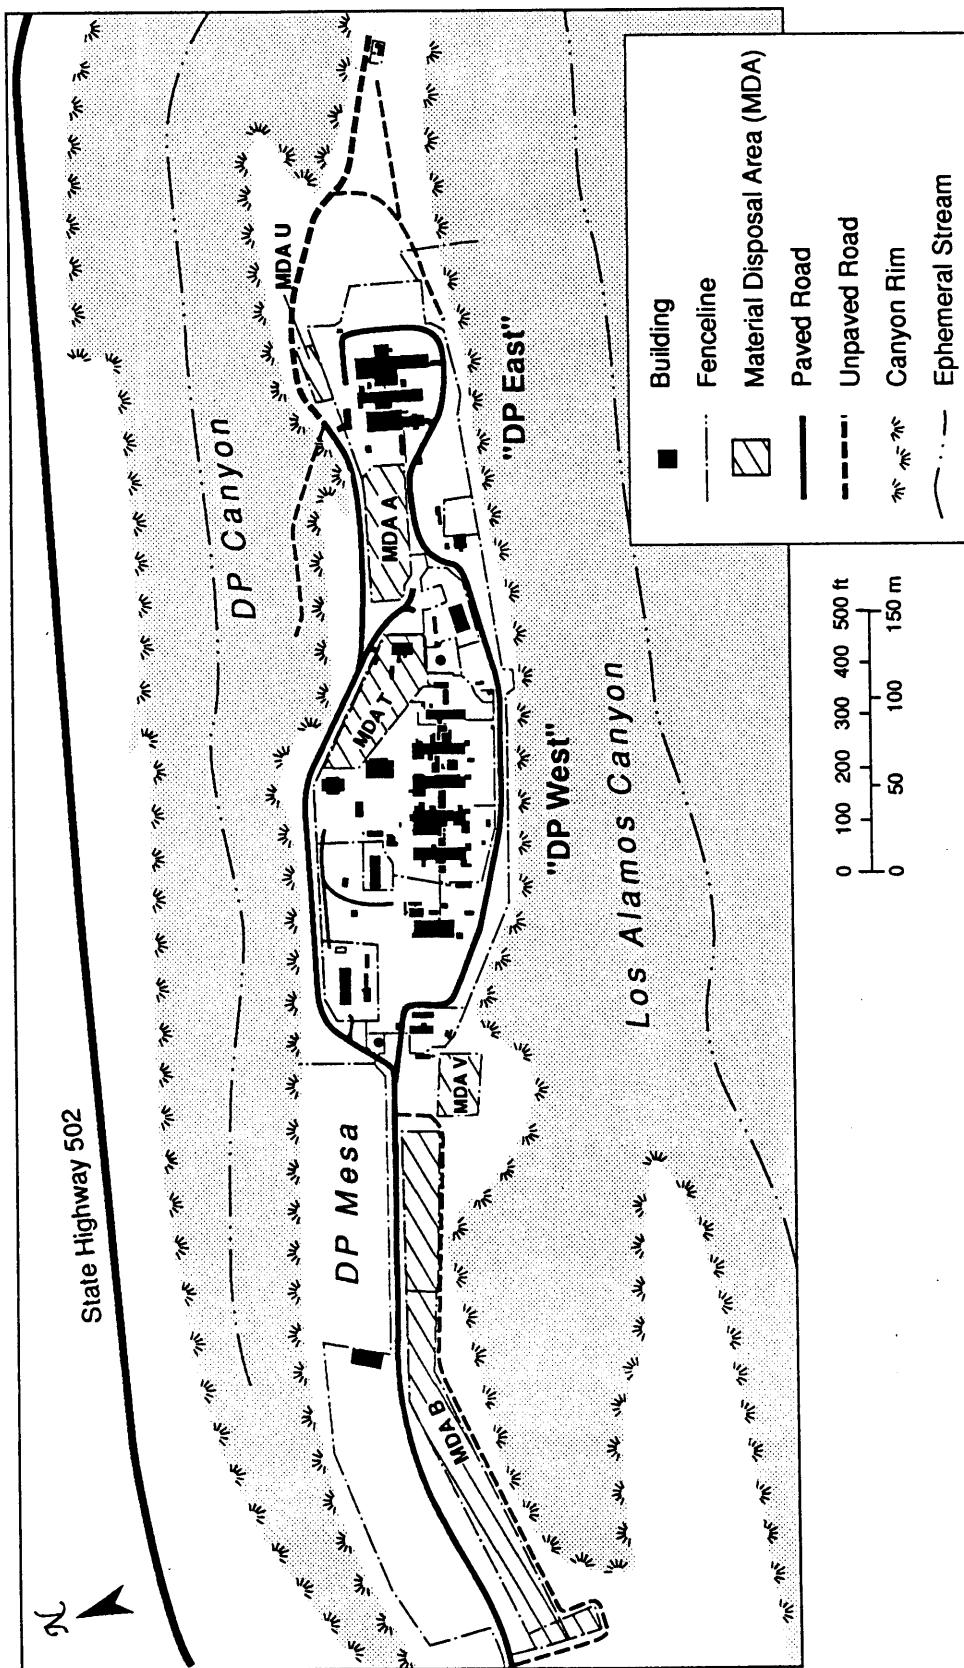 N
State Highway 502
DP Canyon
MDA U
DP Mesa
MDA T
MDA A
"DP East"
MDA B
MDA V
"DP West"
Los Alamos Canyon
0 100 200 300 400 500 ft
0 50 100 150 m
Building
Fenceline
Material Disposal Area (MDA)
Paved Road
Unpaved Road
Canyon Rim
Ephemeral Stream